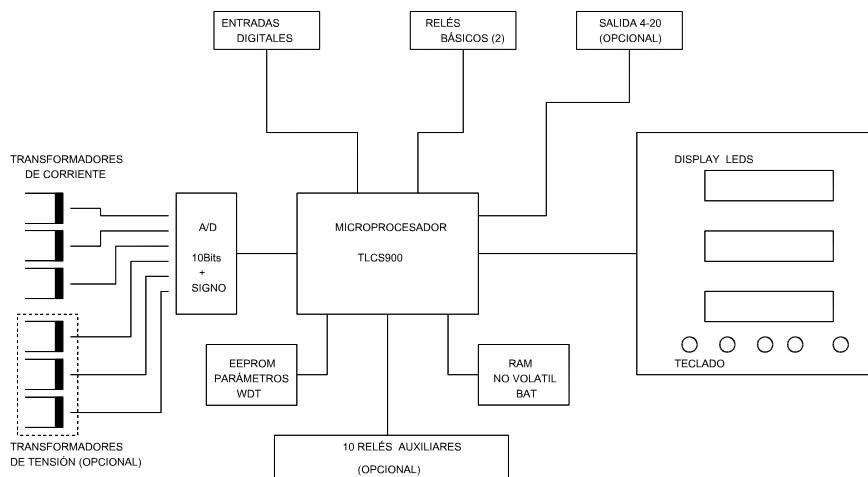 ENTRADAS
DIGITALES
RELÉS
BÁSICOS (2)
SALIDA 4-20
(OPCIONAL)
TRANSFORMADORES
DE CORRIENTE
A/D
10Bits
+
SIGNO
MICROPROCESADOR
TLCS900
DISPLAY LEDS
TECLADO
EEPROM
PARÁMETROS
WDT
RAM
NO VOLATIL
BAT
TRANSFORMADORES
DE TENSIÓN (OPCIONAL)
10 RELÉS AUXILIARES
(OPCIONAL)